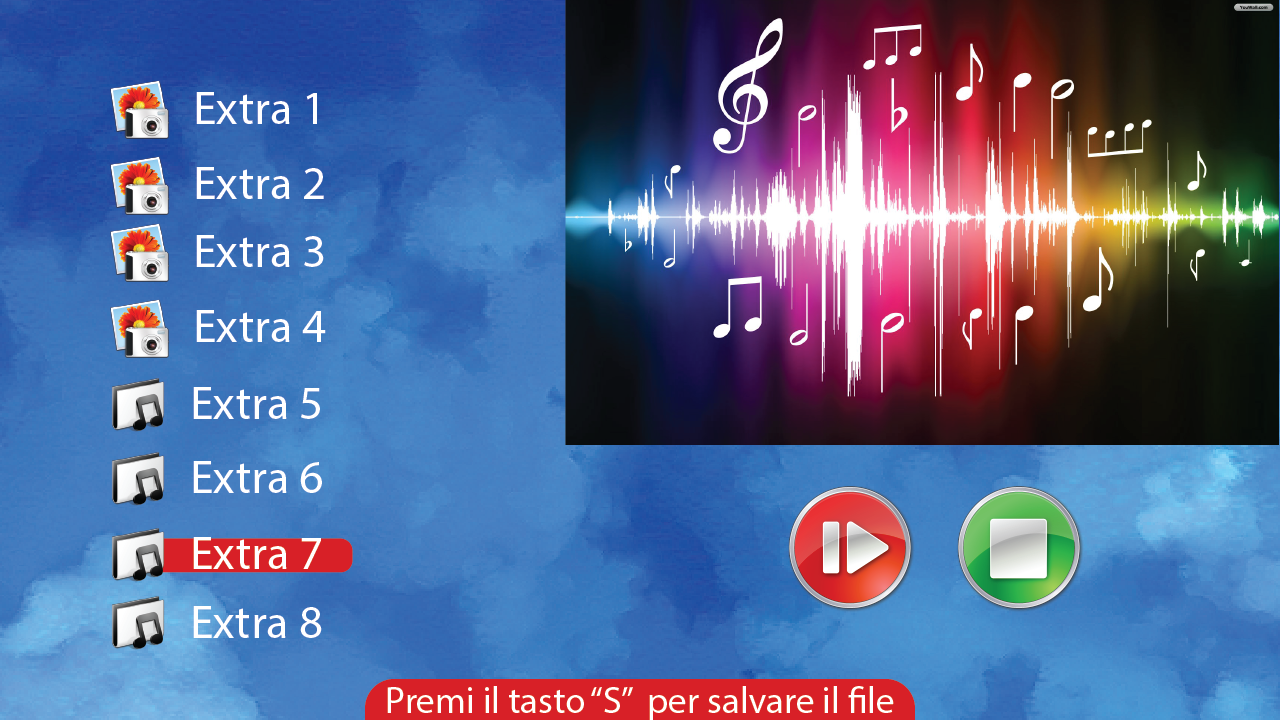 Extra 1
Extra 2
Extra 3
Extra 4
Extra 5
Extra 6
Extra 7
Extra 8
Premi il tasto “S” per salvare il file